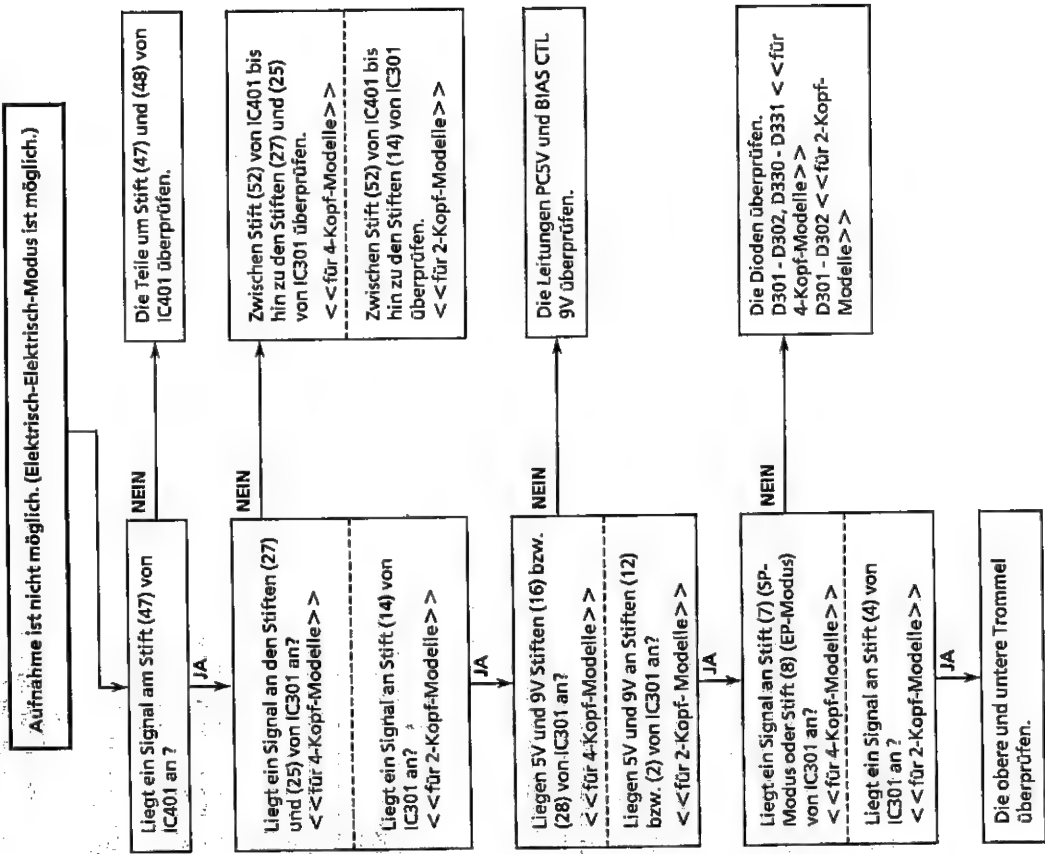 Aufnahme ist nicht möglich. (Elektrisch-Elektrisch-Modus ist möglich.)
Liegt ein Signal am Stift (47) von
IC401 an ?
NEIN
Die Teile um Stift (47) und (48) von
IC401 überprüfen.
JA
Liegt ein Signal an den Stiften (27)
und (25) von IC301 an?
< <für 4-Kopf-Modelle> >
Liegt ein Signal an Stift (14) von
IC301 an?
< <für 2-Kopf-Modelle> >
NEIN
Zwischen Stift (52) von IC401 bis
hin zu den Stiften (27) und (25)
von IC301 überprüfen.
< <für 4-Kopf-Modelle> >
Zwischen Stift (52) von IC401 bis
hin zu den Stiften (14) von IC301
überprüfen.
< <für 2-Kopf-Modelle> >
JA
Liegen 5V und 9V Stiften (16) bzw.
(28) von IC301 an?
< <für 4-Kopf-Modelle> >
Liegen 5V und 9V an Stiften (12)
bzw. (2) von IC301 an?
< <für 2-Kopf- Modelle> >
NEIN
Die Leitungen PC5V und BIAS CTL
9V überprüfen.
JA
Liegt ein Signal an Stift (7) (SP-
Modus oder Stift (8) (EP-Modus)
von IC301 an?
< <für 4-Kopf-Modelle> >
Liegt ein Signal an Stift (4) von
IC301 an ?
< <für 2-Kopf-Modelle> >
NEIN
Die Dioden überprüfen.
D301 - D302, D330 - D331 < <für
4-Kopf-Modelle> >
D301 - D302 < <für 2-Kopf-
Modelle> >
JA
Die obere und untere Trommel
überprüfen.